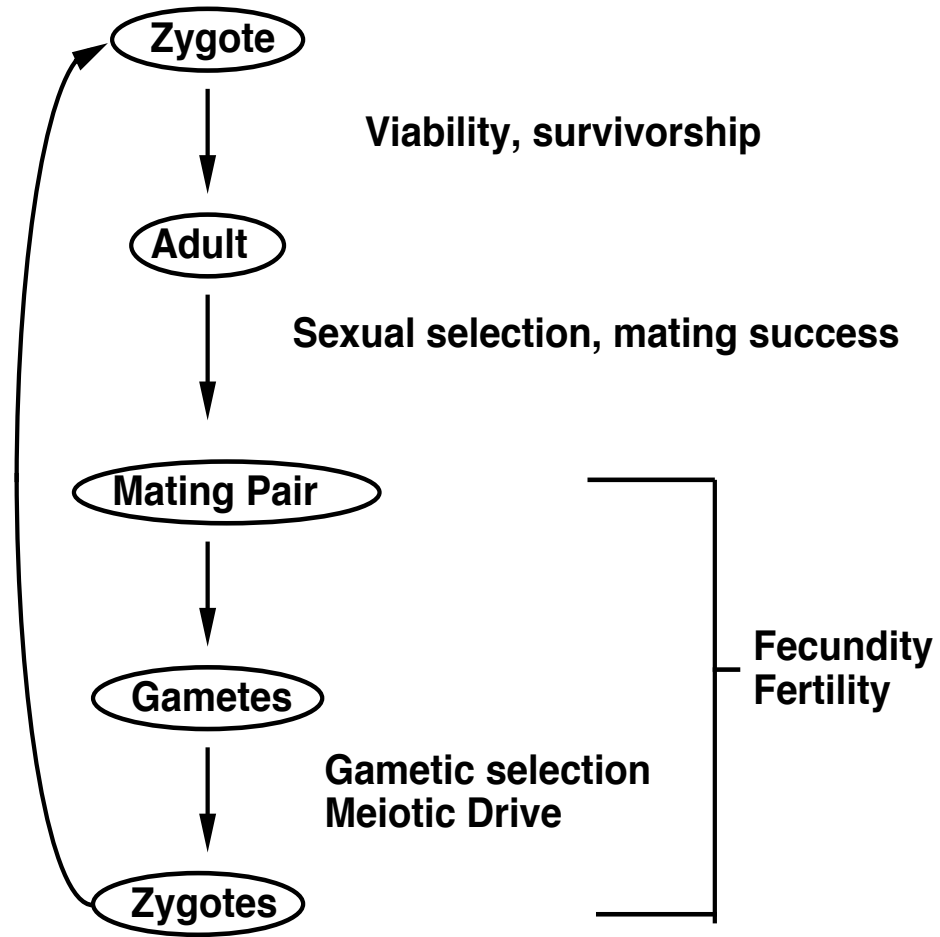 Zygote
Viability, survivorship
Adult
Sexual selection, mating success
Mating Pair
Fecundity
Fertility
Gametes
Gametic selection
Meiotic Drive
Zygotes